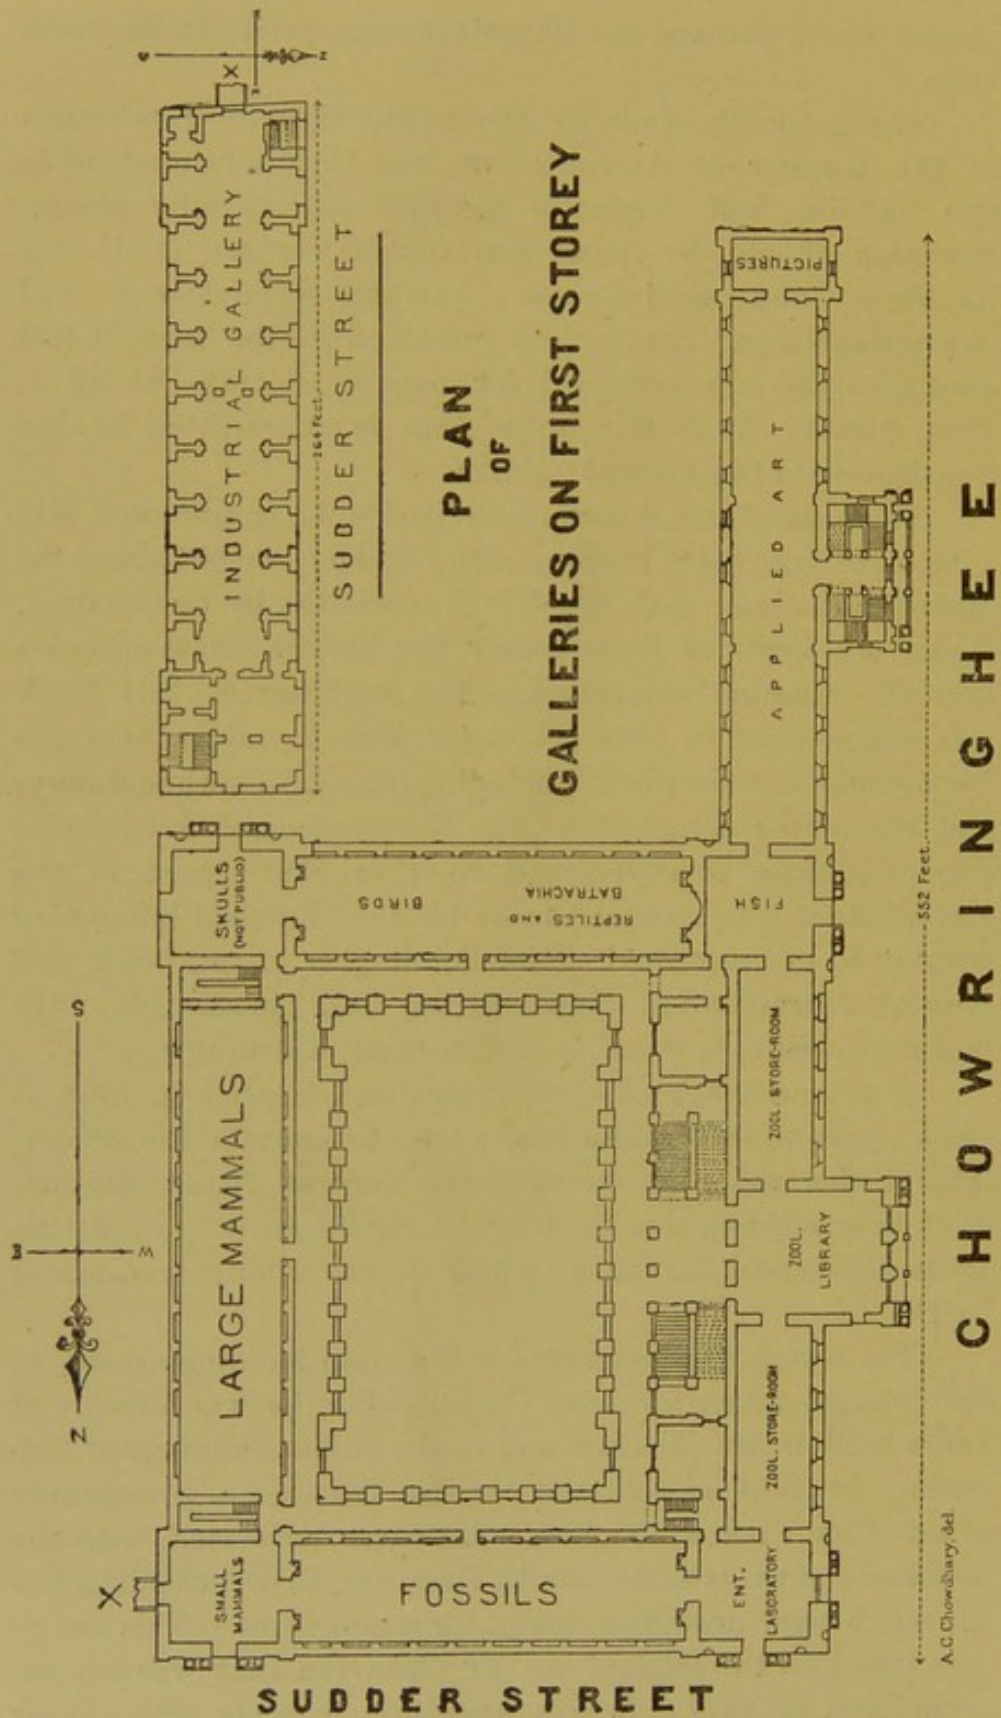 PLAN
OF
GALLERIES ON FIRST STOREY
INDUSTRIAL GALLERY
264 Feet.
SUDDER STREET
X
N
S
E
W
N
SKULLS
(NOT PUBLIC)
BIRDS
REPTILES AND
BATRACHIA
FISH
APPLIED ART
PICTURES
LARGE MAMMALS
SMALL
MAMMALS
X
FOSSILS
ENT.
LABORATORY
ZOOL. STORE-ROOM
ZOOL.
LIBRARY
ZOOL. STORE-ROOM
552 Feet.
CHOWRINGHEE
SUDDER STREET
A.C. Chowdhary, del.